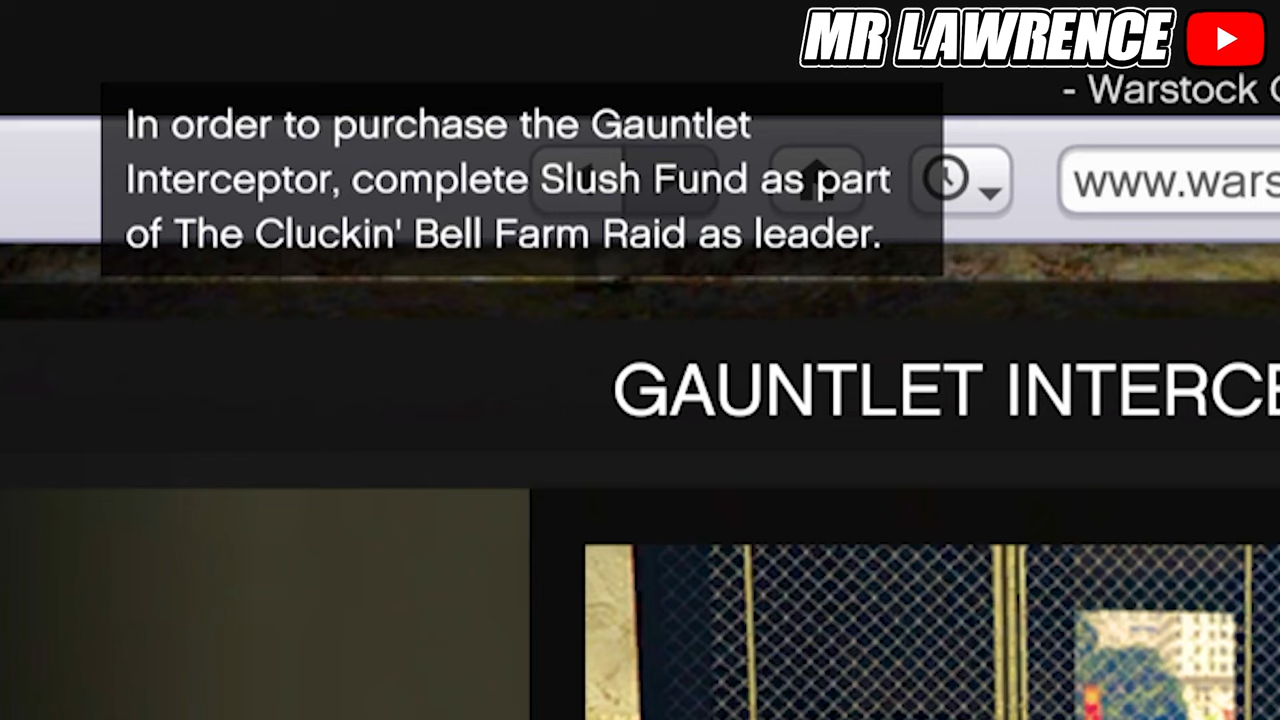 MR LAWRENCE
- Warstock
In order to purchase the Gauntlet
Interceptor, complete Slush Fund as part
of The Cluckin' Bell Farm Raid as leader.
www.wars
GAUNTLET INTERCE